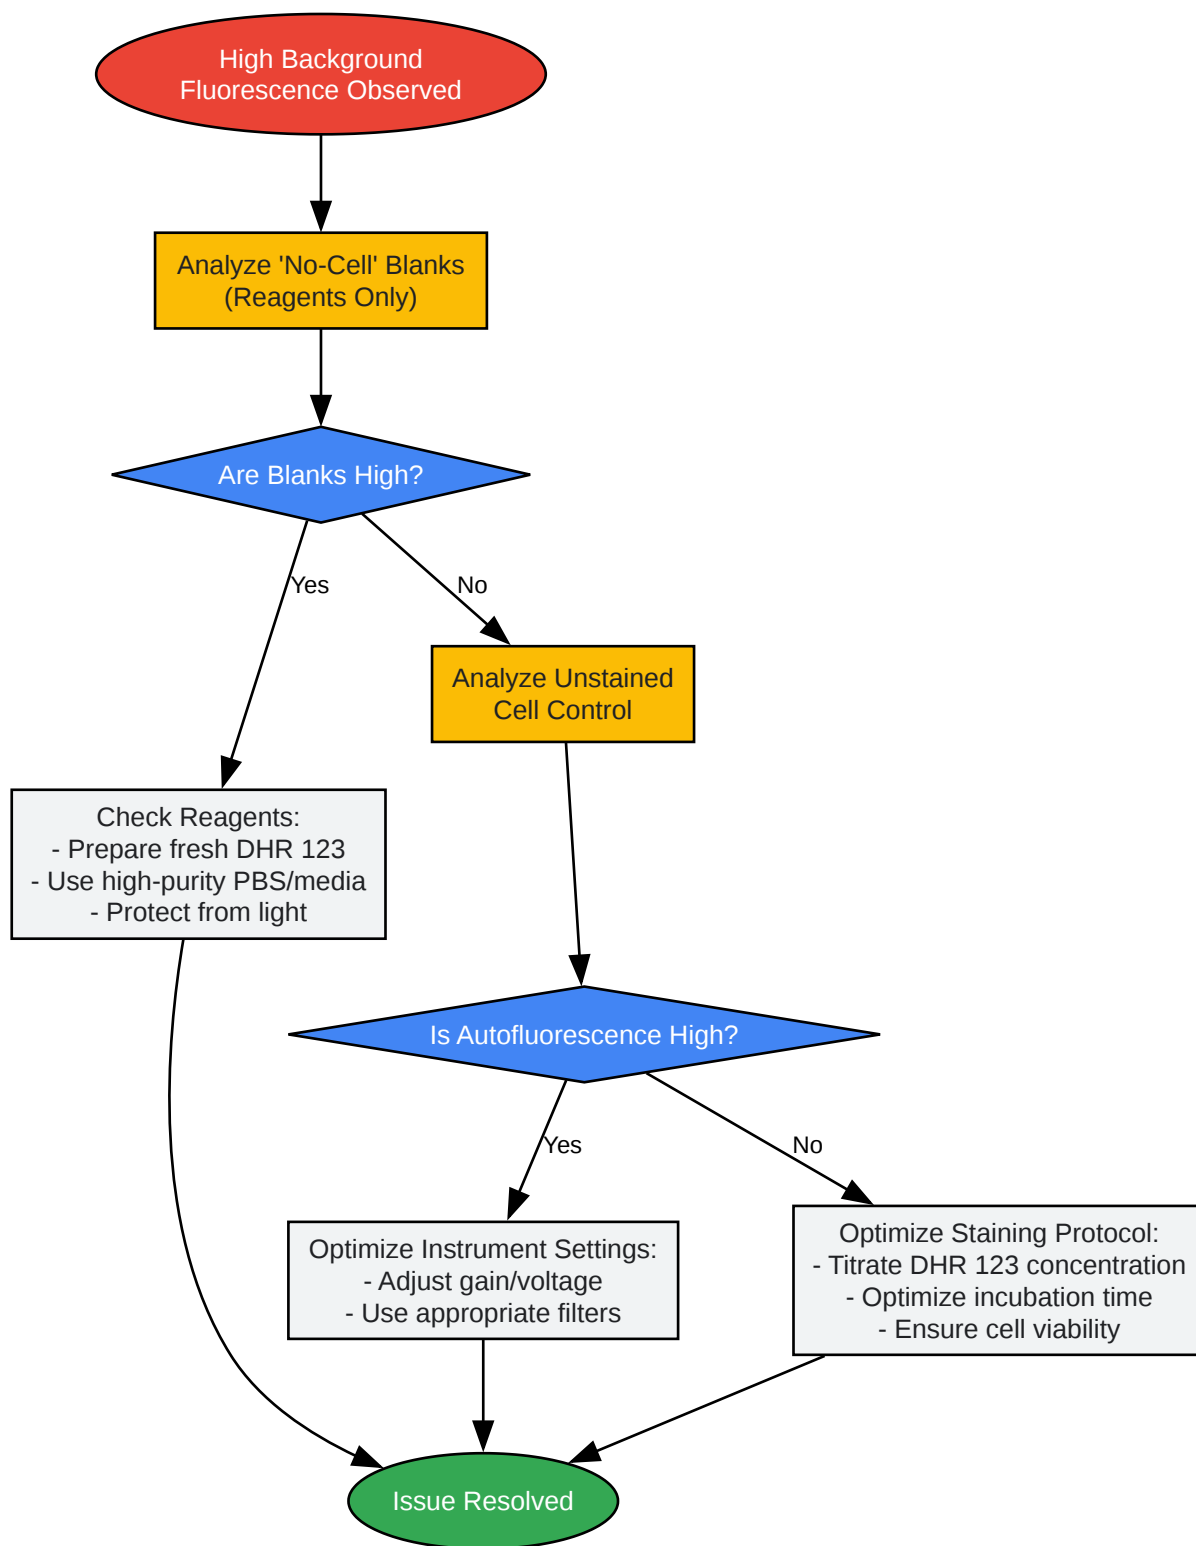 High Background
Fluorescence Observed
Analyze 'No-Cell' Blanks
(Reagents Only)
Are Blanks High?
Yes
No
Analyze Unstained
Cell Control
Check Reagents:
- Prepare fresh DHR 123
- Use high-purity PBS/media
- Protect from light
Is Autofluorescence High?
Yes
No
Optimize Instrument Settings:
- Adjust gain/voltage
- Use appropriate filters
Optimize Staining Protocol:
- Titrate DHR 123 concentration
- Optimize incubation time
- Ensure cell viability
Issue Resolved